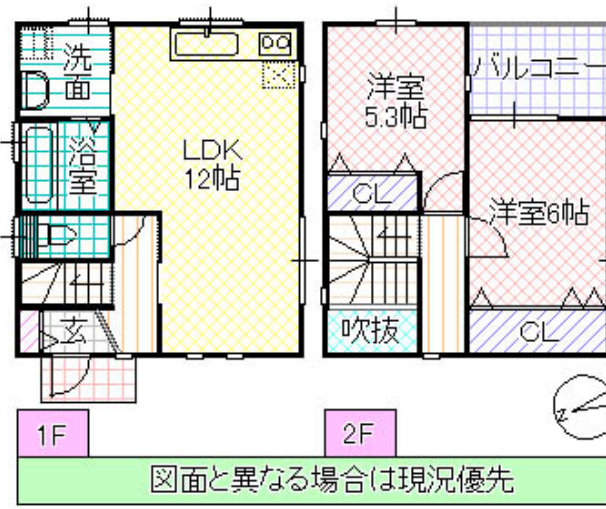 洗面
浴室
LDK
12帖
玄
1F
洋室
5.3帖
バルコニー
CL
洋室6帖
吹抜
CL
2F
z
図面と異なる場合は現況優先